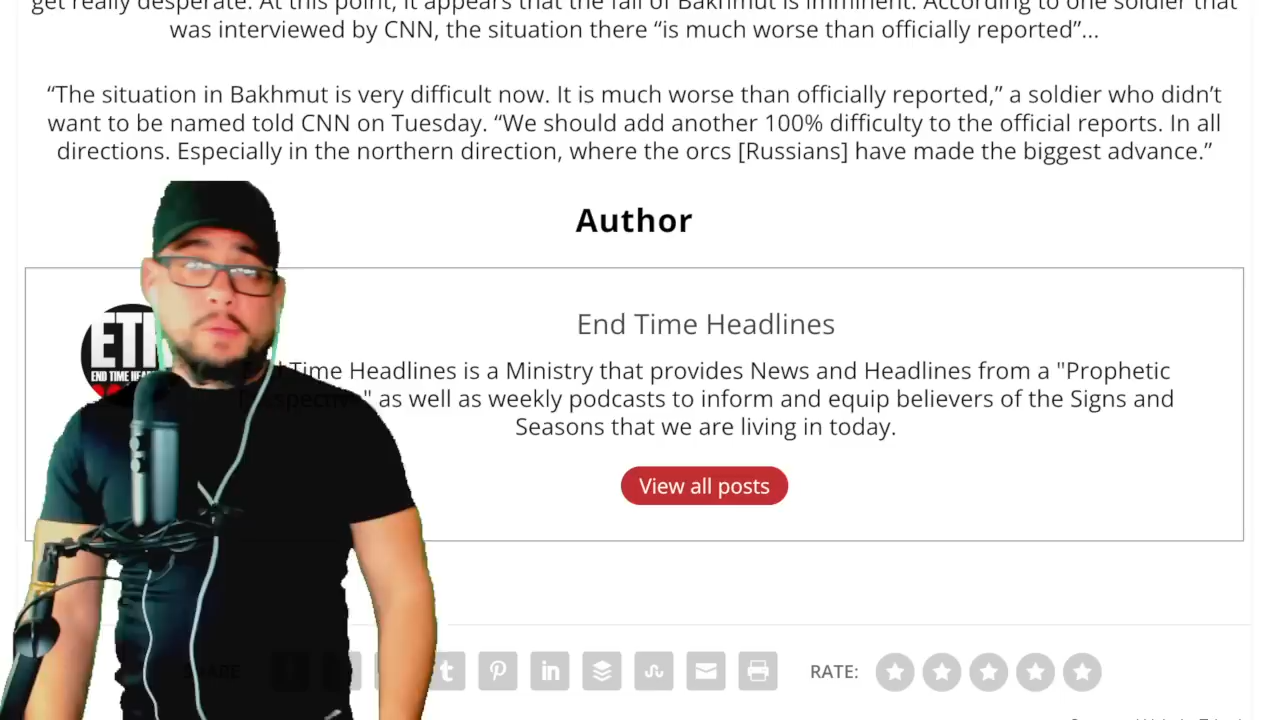 get really desperate. At this point, it appears that the fall of Bakhmut is imminent. According to one soldier that
was interviewed by CNN, the situation there “is much worse than officially reported”...
“The situation in Bakhmut is very difficult now. It is much worse than officially reported,” a soldier who didn’t
want to be named told CNN on Tuesday. “We should add another 100% difficulty to the official reports. In all
directions. Especially in the northern direction, where the orcs [Russians] have made the biggest advance.”
Author
End Time Headlines
Time Headlines is a Ministry that provides News and Headlines from a "Prophetic
" as well as weekly podcasts to inform and equip believers of the Signs and
Seasons that we are living in today.
View all posts
SHARE
RATE: